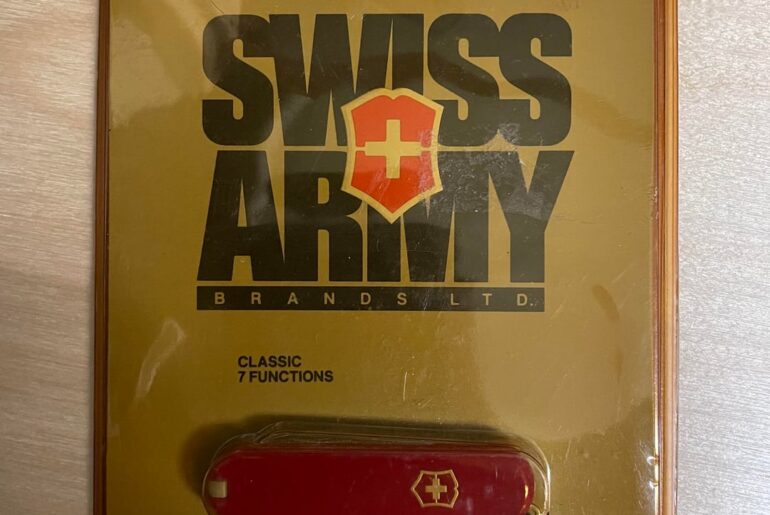 SWISS
ARMY
BRANDS LTD.
CLASSIC
7 FUNCTIONS